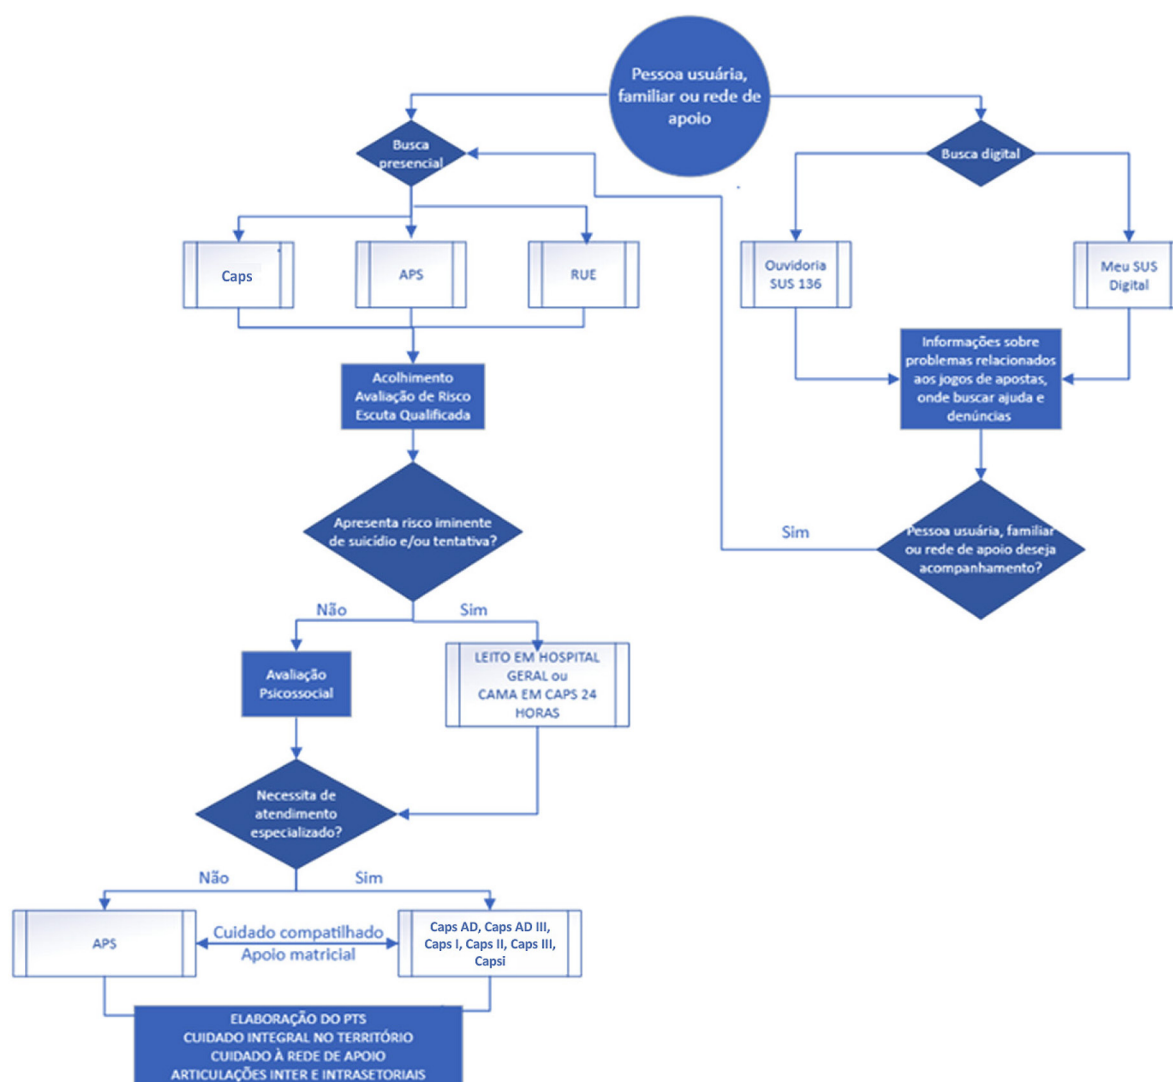 Pessoa usuária,
familiar ou rede de
apoio
Busca
presencial
Busca digital
Caps
APS
RUE
Ouvidoria
SUS 136
Meu SUS
Digital
Acolhimento
Avaliação de Risco
Escuta Qualificada
Informações sobre
problemas relacionados
aos jogos de apostas,
onde buscar ajuda e
denúncias
Apresenta risco iminente
de suicídio e/ou tentativa?
Sim
Pessoa usuária, familiar
ou rede de apoio deseja
acompanhamento?
Não
Sim
Avaliação
Psicossocial
LEITO EM HOSPITAL
GERAL ou
CAMA EM CAPS 24
HORAS
Necessita de
atendimento
especializado?
Não
Sim
APS
Cuidado compatilhado
Apoio matricial
Caps AD, Caps AD III,
Caps I, Caps II, Caps III,
Capsi
ELABORAÇÃO DO PTS
CUIDADO INTEGRAL NO TERRITÓRIO
CUIDADO À REDE DE APOIO
ARTICULAÇÕES INTER E INTRASETORIAIS